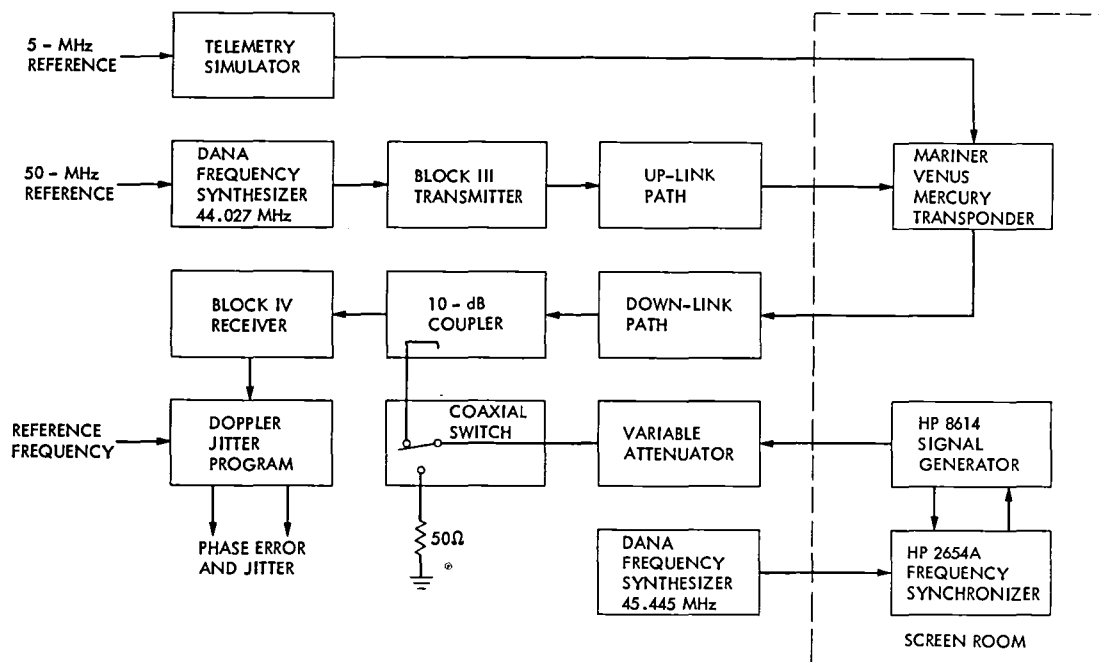 5 - MHz
REFERENCE
TELEMETRY
SIMULATOR
50 - MHz
REFERENCE
DANA
FREQUENCY
SYNTHESIZER
44.027 MHz
BLOCK III
TRANSMITTER
UP-LINK
PATH
MARINER
VENUS
MERCURY
TRANSPONDER
BLOCK IV
RECEIVER
10 - dB
COUPLER
DOWN-LINK
PATH
REFERENCE
FREQUENCY
DOPPLER
JITTER
PROGRAM
COAXIAL
SWITCH
VARIABLE
ATTENUATOR
HP 8614
SIGNAL
GENERATOR
PHASE ERROR
AND JITTER
50Ω
DANA
FREQUENCY
SYNTHESIZER
45.445 MHz
HP 2654A
FREQUENCY
SYNCHRONIZER
SCREEN ROOM